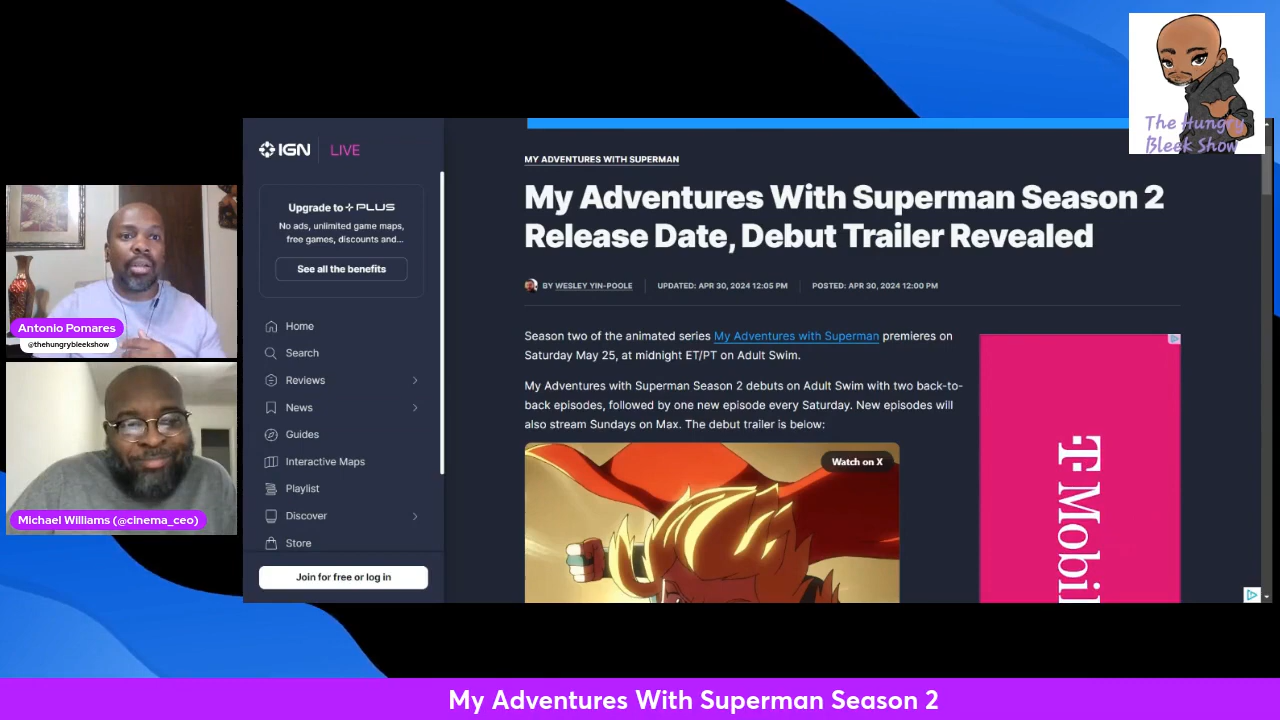 The Hungry
Bleek Show
IGN LIVE
Upgrade to PLUS
No ads, unlimited game maps,
free games, discounts and...
See all the benefits
Home
Search
Reviews
News
Guides
Interactive Maps
Playlist
Discover
Store
Join for free or log in
MY ADVENTURES WITH SUPERMAN
My Adventures With Superman Season 2
Release Date, Debut Trailer Revealed
BY WESLEY YIN-POOLE UPDATED: APR 30, 2024 12:05 PM POSTED: APR 30, 2024 12:00 PM
Season two of the animated series My Adventures with Superman premieres on
Saturday May 25, at midnight ET/PT on Adult Swim.
My Adventures with Superman Season 2 debuts on Adult Swim with two back-to-
back episodes, followed by one new episode every Saturday. New episodes will
also stream Sundays on Max. The debut trailer is below:
Watch on X
T Mobil
Antonio Pomares
@thehungrybleekshow
Michael Williams (@cinema_ceo)
My Adventures With Superman Season 2